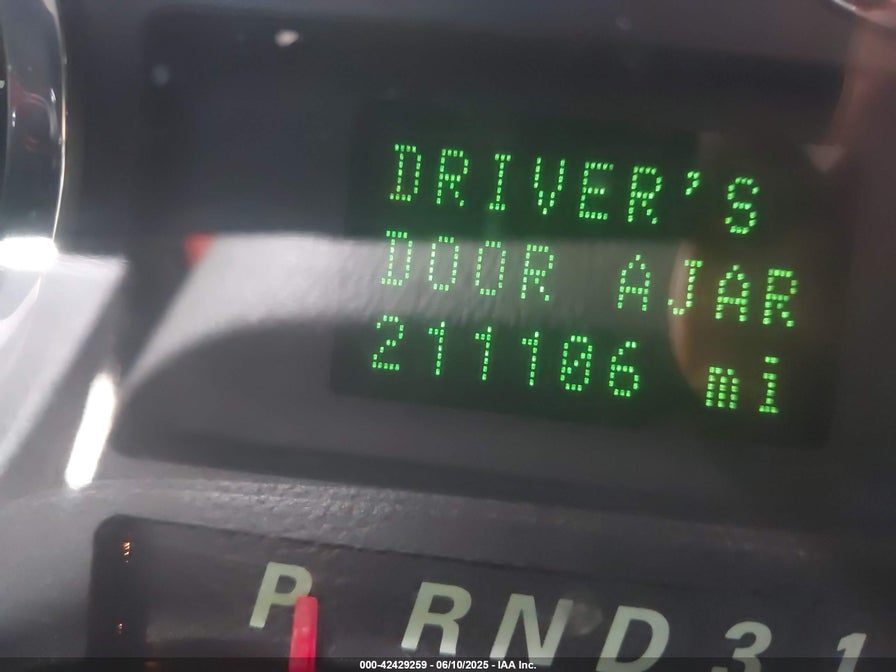 DRIVER'S
DOOR AJAR
211106 mi
P R N D 3 1
000-42429259 - 06/10/2025 - IAA Inc.